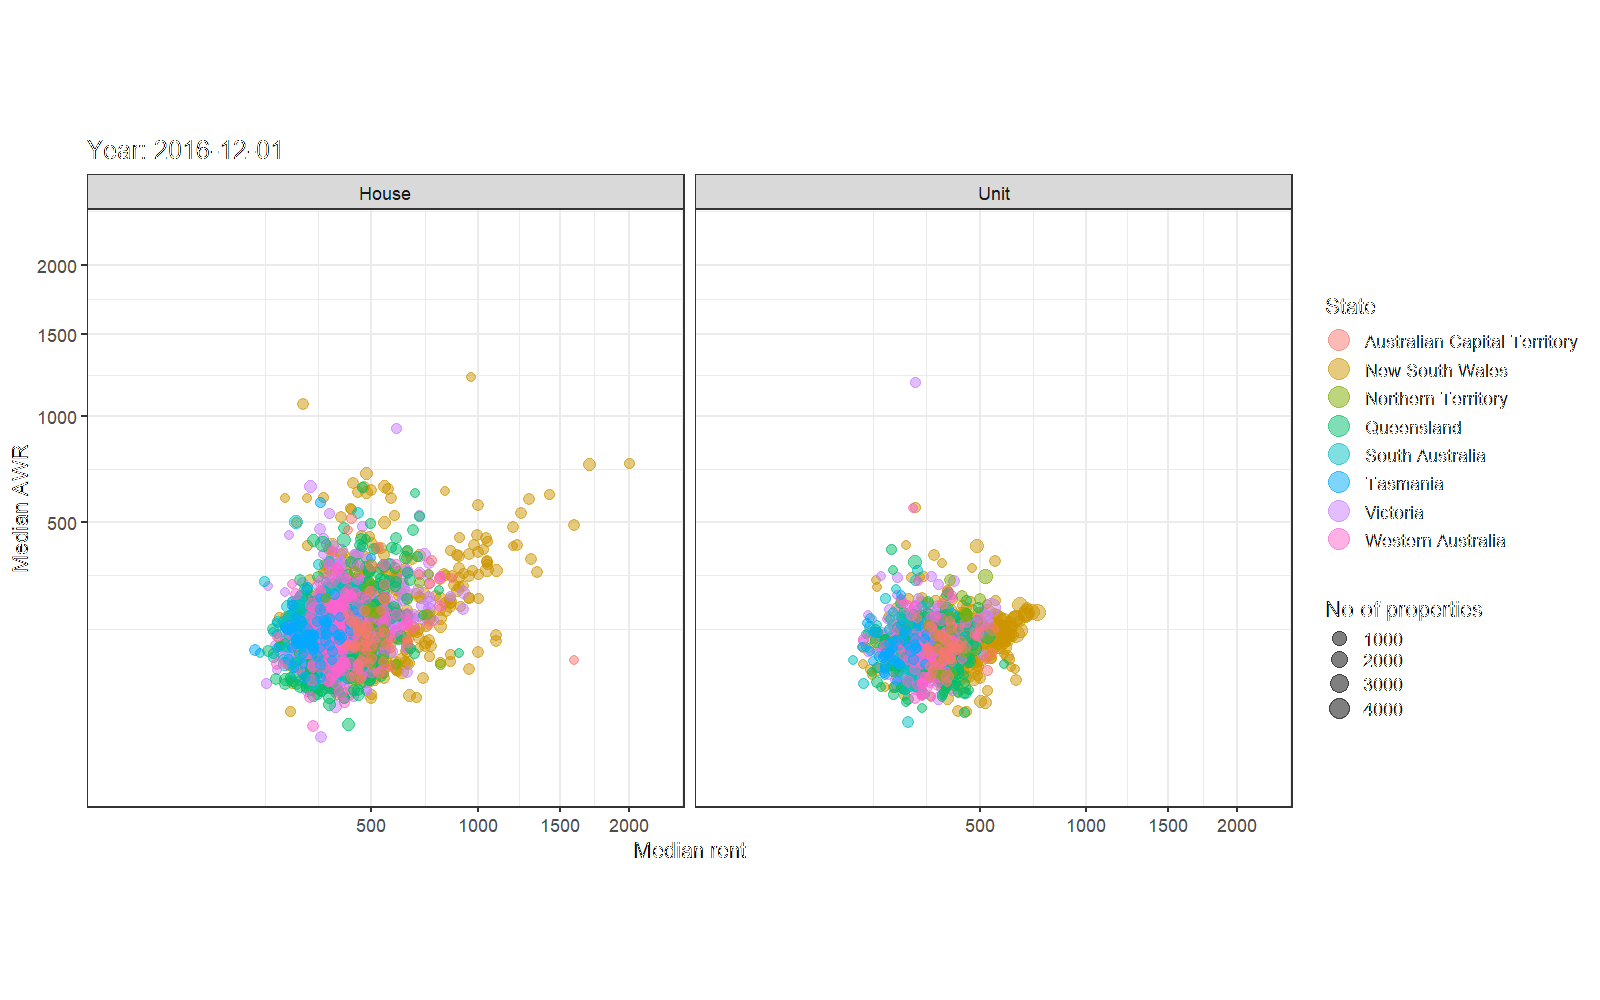 Year: 2016-12-01
House
Unit
2000
1500
1000
500
Median AWR
500
1000
1500
2000
500
1000
1500
2000
Median rent
State
Australian Capital Territory
New South Wales
Northern Territory
Queensland
South Australia
Tasmania
Victoria
Western Australia
No of properties
1000
2000
3000
4000